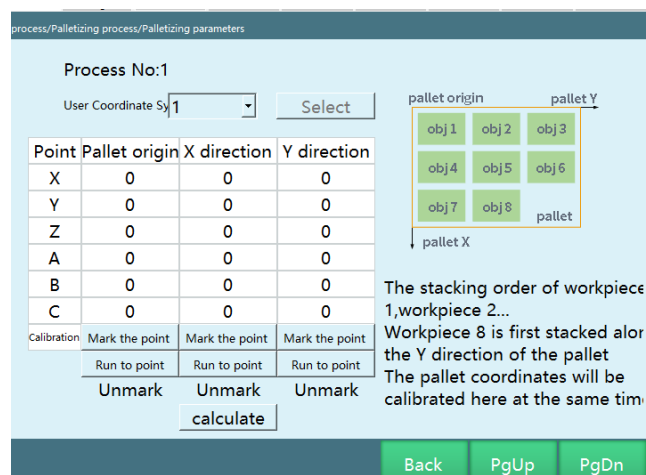 process/Palletizing process/Palletizing parameters
Process No:1
User Coordinate Sy 1 Select
Point Pallet origin X direction Y direction
X 0 0 0
Y 0 0 0
Z 0 0 0
A 0 0 0
B 0 0 0
C 0 0 0
Calibration Mark the point Mark the point Mark the point
Run to point Run to point Run to point
Unmark Unmark Unmark
calculate
pallet origin pallet Y
obj 1 obj 2 obj 3
obj 4 obj 5 obj 6
obj 7 obj 8 pallet
pallet X
The stacking order of workpiece
1,workpiece 2...
Workpiece 8 is first stacked alon
the Y direction of the pallet
The pallet coordinates will be
calibrated here at the same tim
Back PgUp PgDn